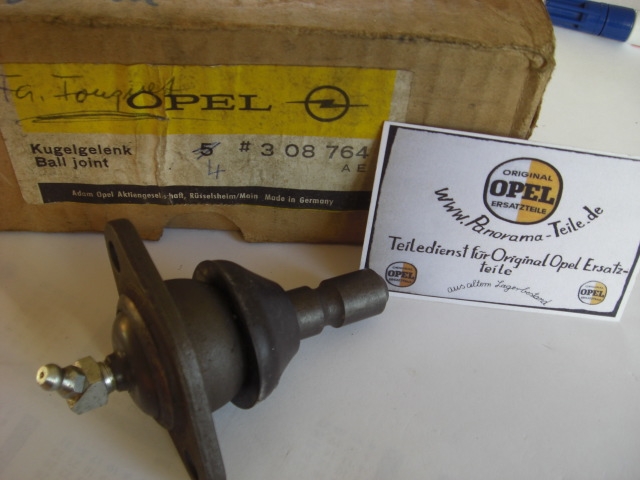 Fa. Fouquet
OPEL
Kugelgelenk 5 # 3 08 764
Ball joint 4 AE
Adam Opel Aktiengesellschaft, Rüsselsheim/Main Made in Germany
ORIGINAL
OPEL
ERSATZTEILE
www.Panorama-Teile.de
Teiledienst für Original Opel Ersatz-
teile
aus altem Lagerbestand
OPEL
OPEL